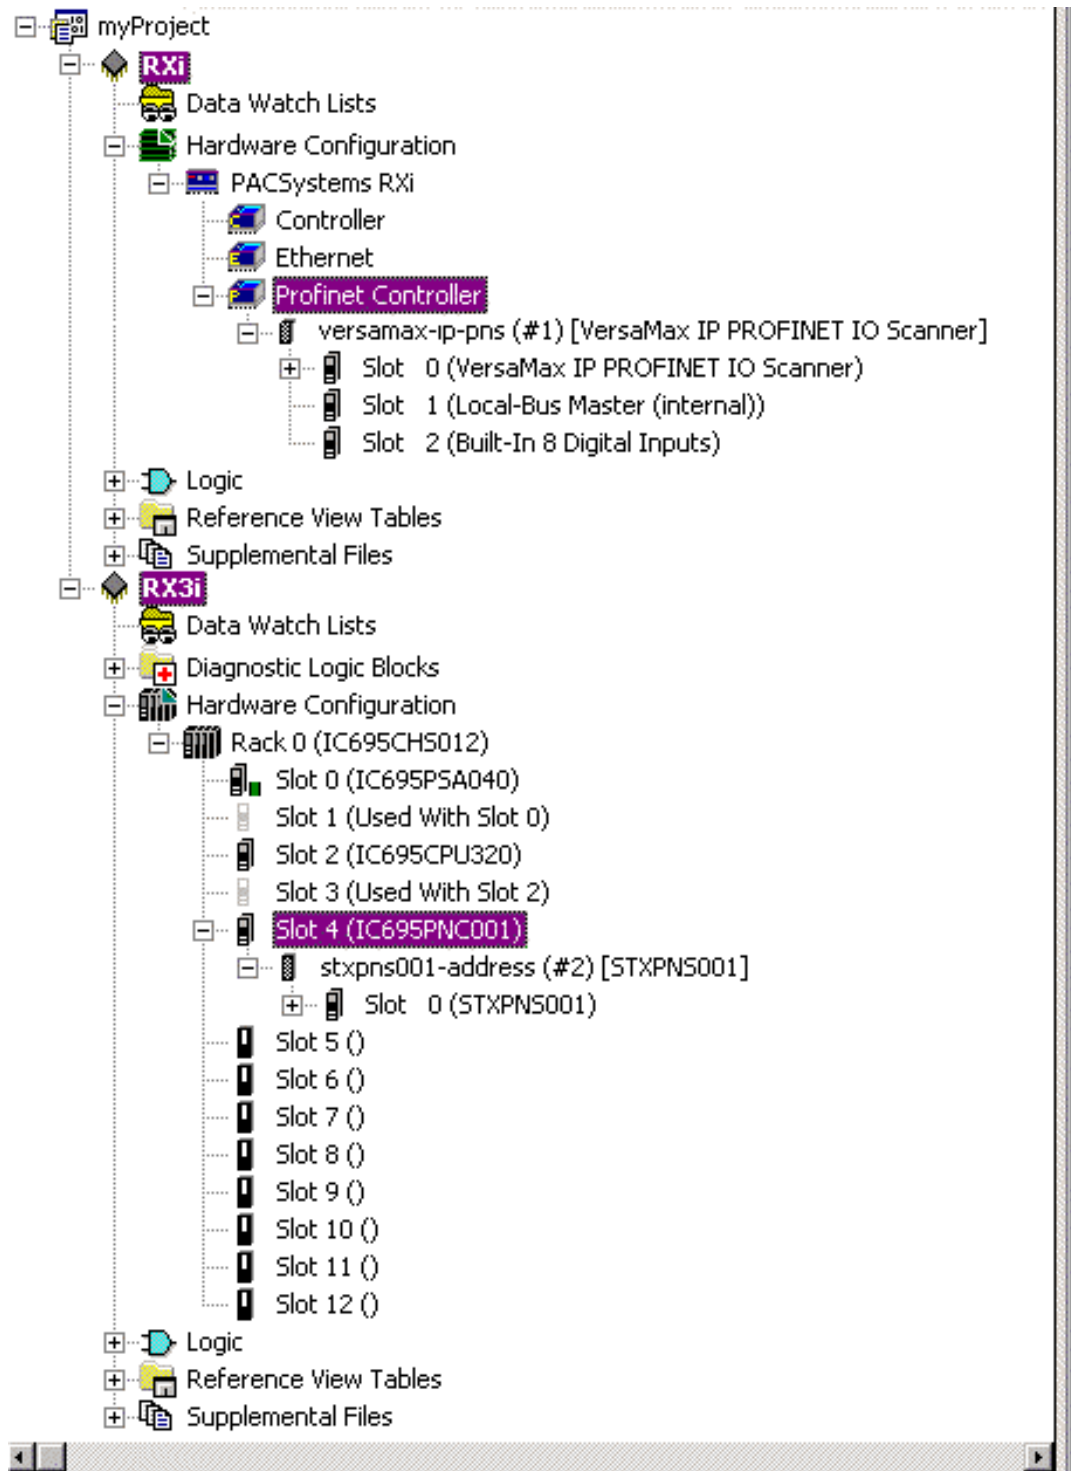 myProject
RXi
Data Watch Lists
Hardware Configuration
PACSystems RXi
Controller
Ethernet
Profinet Controller
versamax-ip-pns (#1) [VersaMax IP PROFINET IO Scanner]
Slot 0 (VersaMax IP PROFINET IO Scanner)
Slot 1 (Local-Bus Master (internal))
Slot 2 (Built-In 8 Digital Inputs)
Logic
Reference View Tables
Supplemental Files
RX3i
Data Watch Lists
Diagnostic Logic Blocks
Hardware Configuration
Rack 0 (IC695CHS012)
Slot 0 (IC695PSA040)
Slot 1 (Used With Slot 0)
Slot 2 (IC695CPU320)
Slot 3 (Used With Slot 2)
Slot 4 (IC695PNC001)
stxpns001-address (#2) [STXPNS001]
Slot 0 (STXPNS001)
Slot 5 ()
Slot 6 ()
Slot 7 ()
Slot 8 ()
Slot 9 ()
Slot 10 ()
Slot 11 ()
Slot 12 ()
Logic
Reference View Tables
Supplemental Files